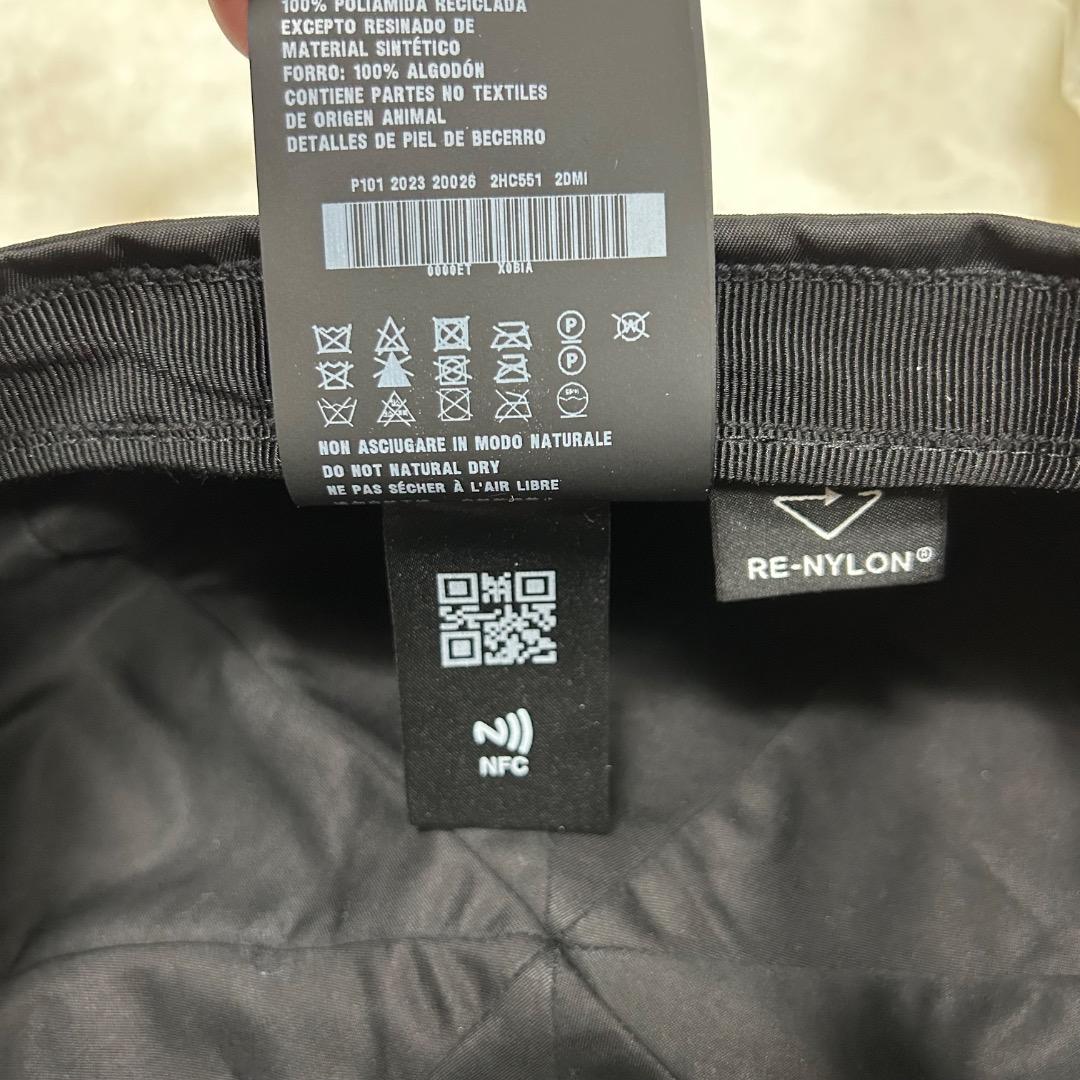 100% POLIAMIDA RECICLADA
EXCEPTO RESINADO DE
MATERIAL SINTÉTICO
FORRO: 100% ALGODÓN
CONTIENE PARTES NO TEXTILES
DE ORIGEN ANIMAL
DETALLES DE PIEL DE BECERRO
P101 2023 20026 2HC551 2DMI
0000ET X0BIA
P
W
P
NON ASCIUGARE IN MODO NATURALE
DO NOT NATURAL DRY
NE PAS SÉCHER À L'AIR LIBRE
RE-NYLON®
NFC